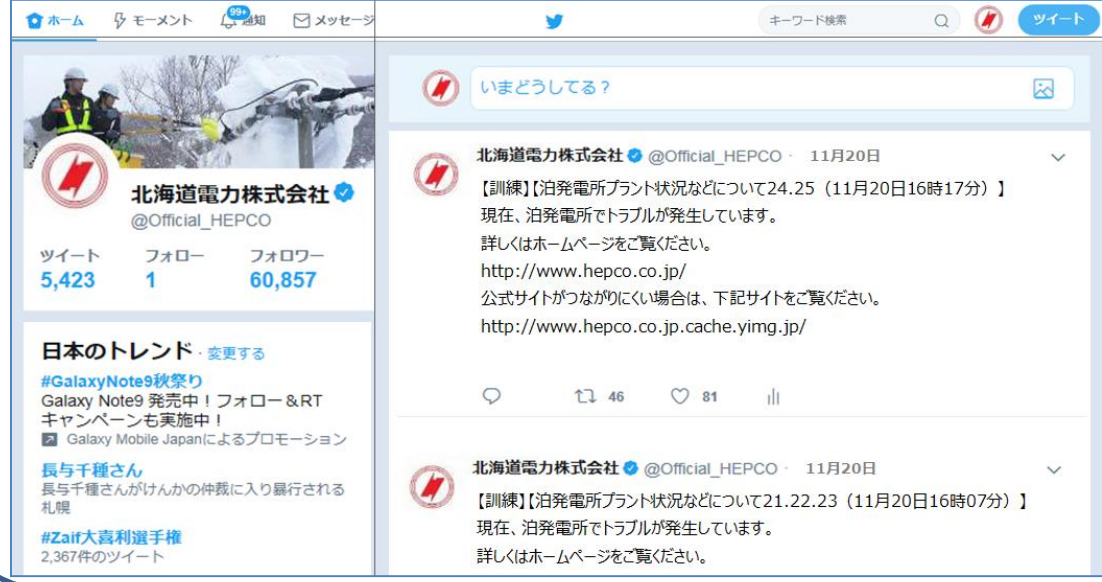 ホーム
モーメント
99+
通知
メッセージ
キーワード検索
ツイート
北海道電力株式会社
@Official_HEPCO
ツイート
フォロー
フォロワー
5,423
1
60,857
日本のトレンド · 変更する
#GalaxyNote9秋祭り
Galaxy Note9 発売中！フォロー＆RT
キャンペーンも実施中！
Galaxy Mobile Japanによるプロモーション
長与千種さん
長与千種さんがけんかの仲裁に入り暴行される
札幌
#Zaif大喜利選手権
2,367件のツイート
いまどうしてる？
北海道電力株式会社 @Official_HEPCO · 11月20日
【訓練】【泊発電所プラント状況などについて24.25（11月20日16時17分）】
現在、泊発電所でトラブルが発生しています。
詳しくはホームページをご覧ください。
http://www.hepco.co.jp/
公式サイトがつながりにくい場合は、下記サイトをご覧ください。
http://www.hepco.co.jp.cache.yimg.jp/
46
81
北海道電力株式会社 @Official_HEPCO · 11月20日
【訓練】【泊発電所プラント状況などについて21.22.23（11月20日16時07分）】
現在、泊発電所でトラブルが発生しています。
詳しくはホームページをご覧ください。